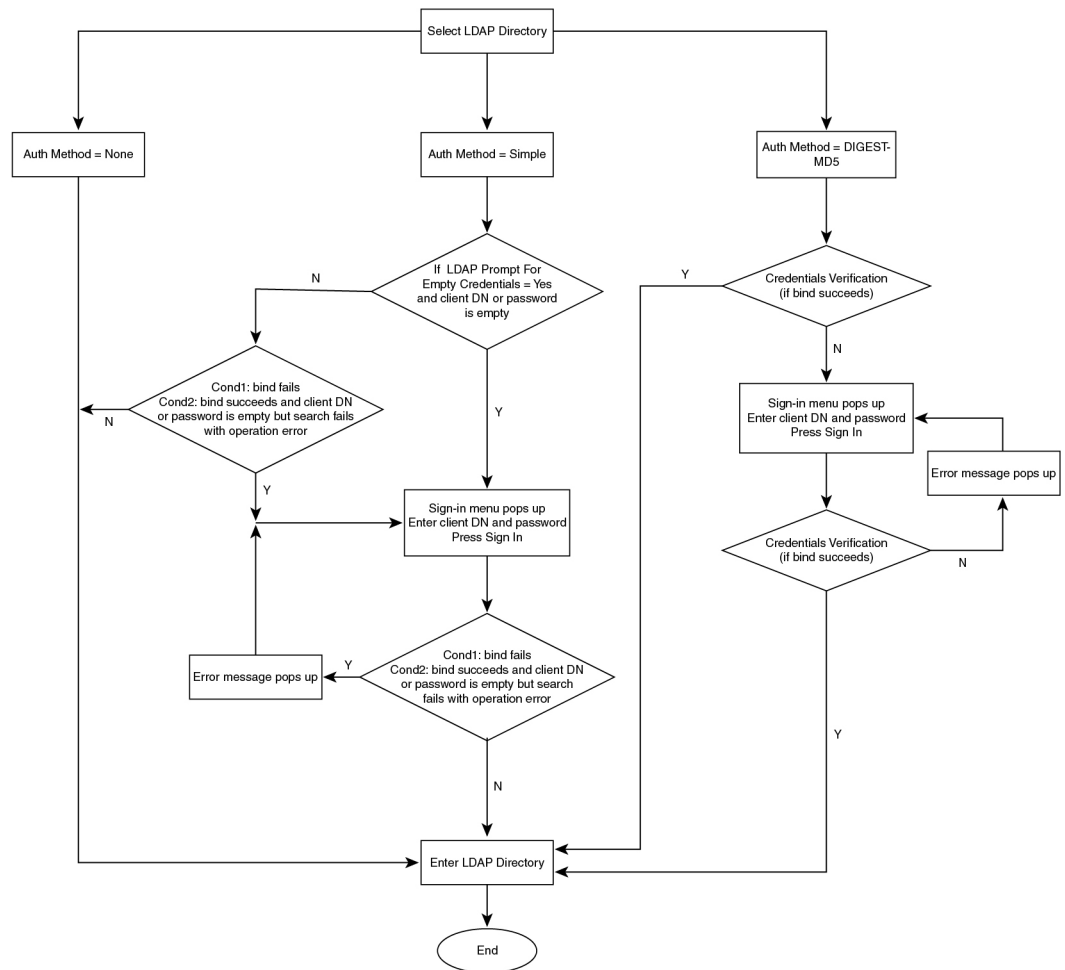 Select LDAP Directory
Auth Method = None
Auth Method = Simple
Auth Method = DIGEST-
MD5
If LDAP Prompt For
Empty Credentials = Yes
and client DN or password
is empty
N
Y
Credentials Verification
(if bind succeeds)
Y
N
Cond1: bind fails
Cond2: bind succeeds and client DN
or password is empty but search fails
with operation error
N
Y
Sign-in menu pops up
Enter client DN and password
Press Sign In
Error message pops up
Sign-in menu pops up
Enter client DN and password
Press Sign In
Credentials Verification
(if bind succeeds)
N
Y
Cond1: bind fails
Cond2: bind succeeds and client DN
or password is empty but search
fails with operation error
Y
Error message pops up
N
Enter LDAP Directory
End